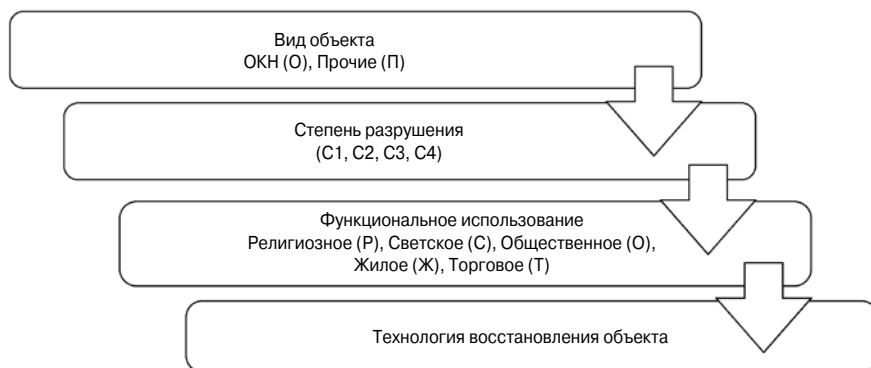 Вид объекта
ОКН (О), Прочие (П)
Степень разрушения
(С1, С2, С3, С4)
Функциональное использование
Религиозное (Р), Светское (С), Общественное (О),
Жилое (Ж), Торговое (Т)
Технология восстановления объекта